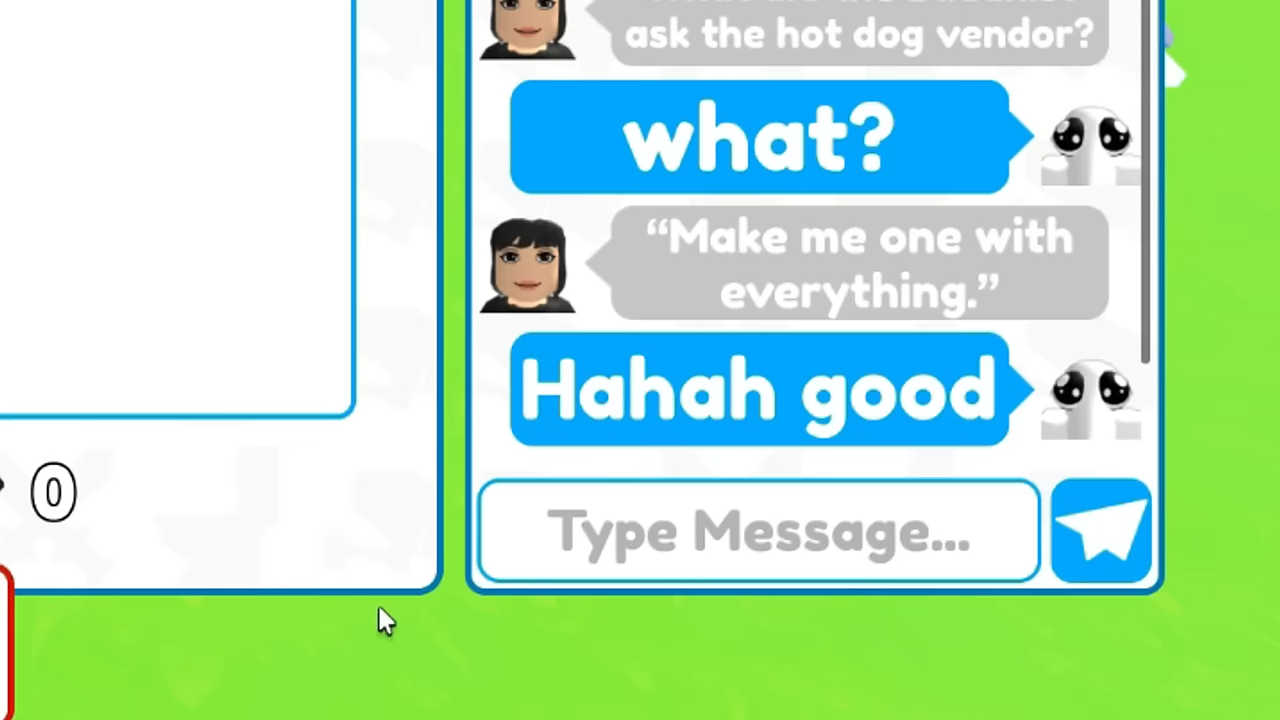 ask the hot dog vendor?
what?
“Make me one with
everything.”
Hahah good
0
Type Message...